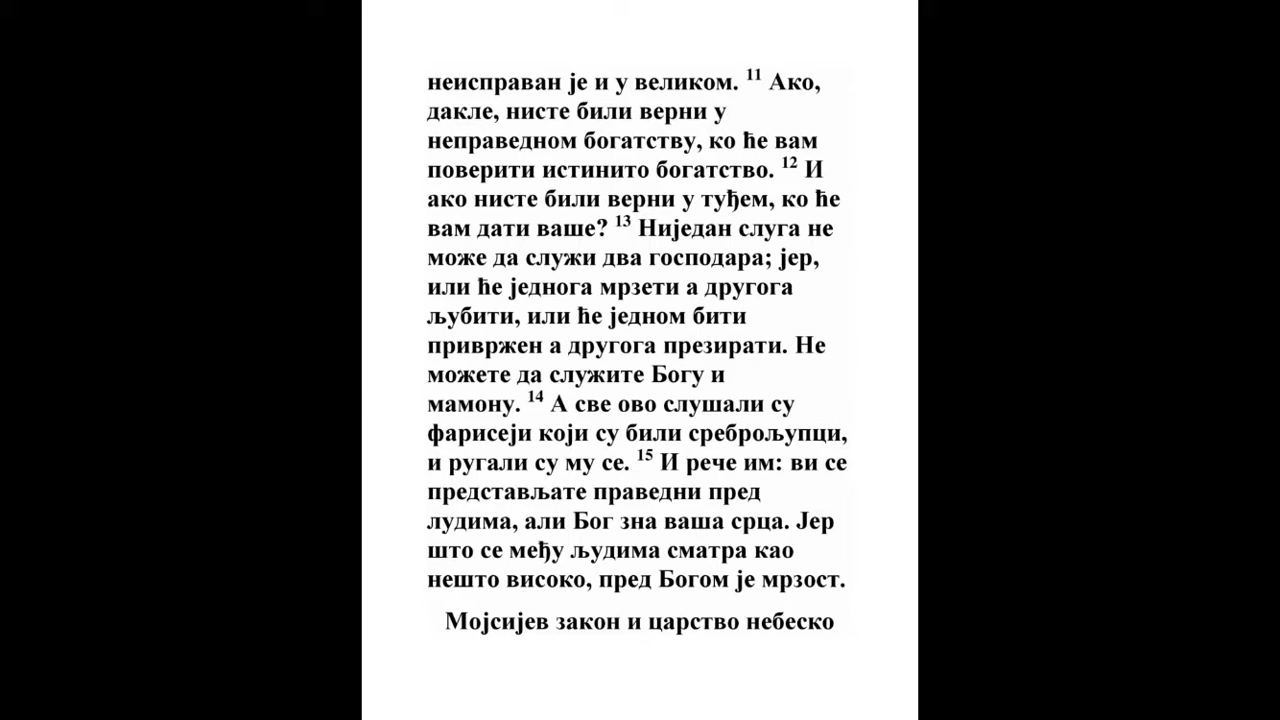 неисправан је и у великом. 11 Ако,
дакле, нисте били верни у
неправедном богатству, ко ће вам
поверити истинито богатство. 12 И
ако нисте били верни у туђем, ко ће
вам дати ваше? 13 Ниједан слуга не
може да служи два господара; јер,
или ће једнога мрзети а другога
љубити, или ће једном бити
привржен а другога презирати. Не
можете да служите Богу и
мамону. 14 А све ово слушали су
фарисеји који су били среброљупци,
и ругали су му се. 15 И рече им: ви се
представљате праведни пред
лудима, али Бог зна ваша срца. Јер
што се међу људима сматра као
нешто високо, пред Богом је мрзост.
Мојсијев закон и царство небеско